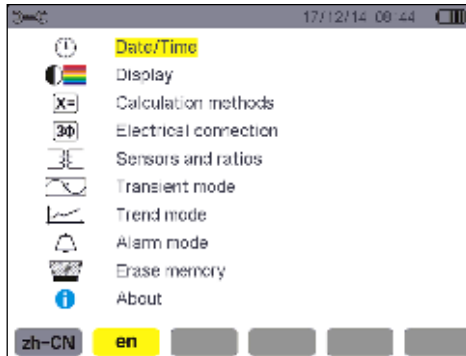 17/12/14 08:44
Date/Time
Display
X= Calculation methods
3Φ Electrical connection
Sensors and ratios
Transient mode
Trend mode
Alarm mode
Erase memory
i About
zh-CN en